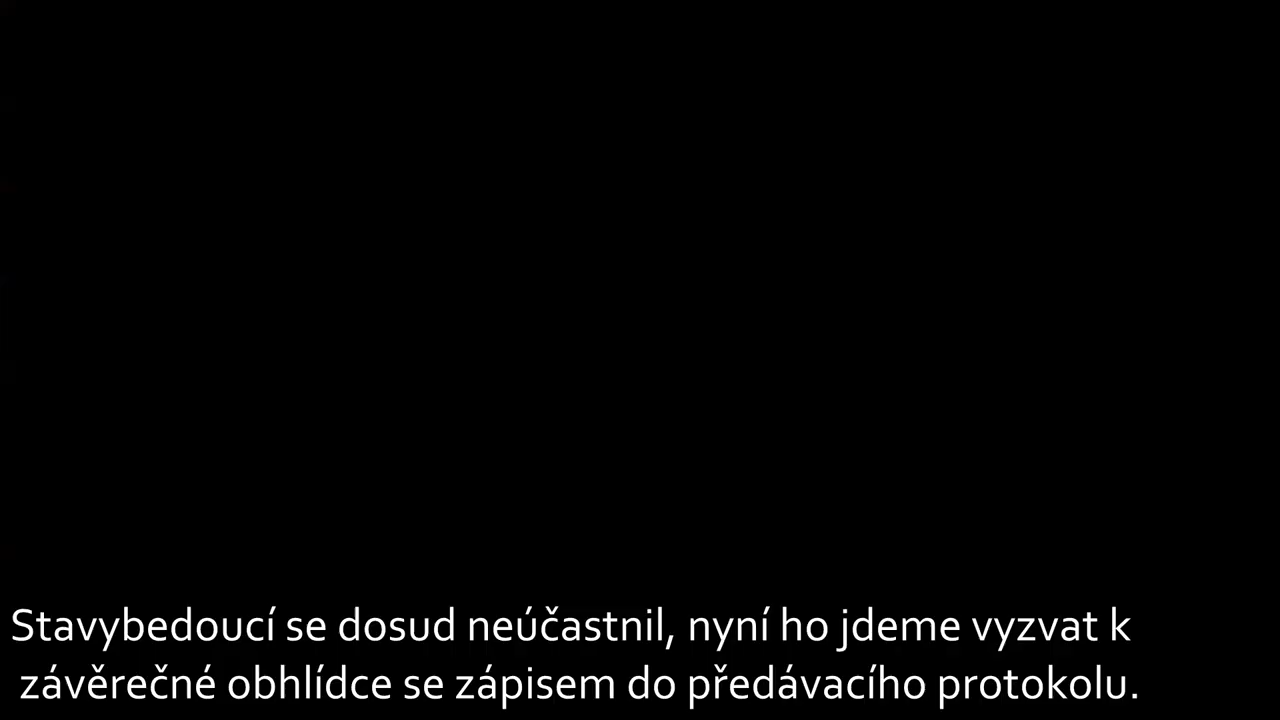 Stavybedoucí se dosud neúčastnil, nyní ho jdeme vyzvat k
závěrečné obhlídce se zápisem do předávacího protokolu.